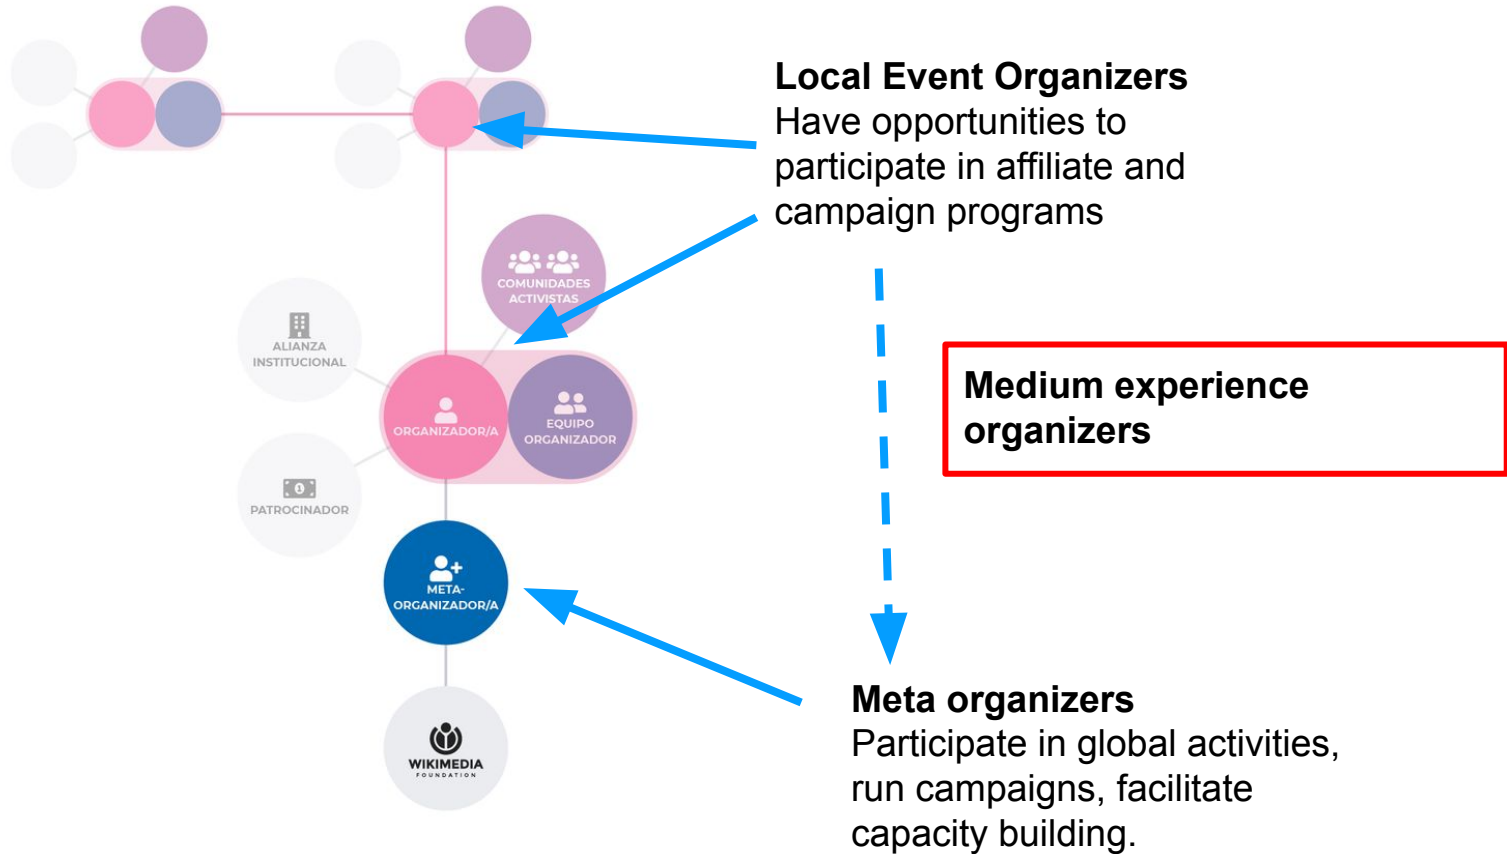 Local Event Organizers
Have opportunities to
participate in affiliate and
campaign programs
COMUNIDADES
ACTIVISTAS
ALIANZA
INSTITUCIONAL
ORGANIZADOR/A
EQUIPO
ORGANIZADOR
PATROCINADOR
META-
ORGANIZADOR/A
WIKIMEDIA
FOUNDATION
Medium experience
organizers
Meta organizers
Participate in global activities,
run campaigns, facilitate
capacity building.